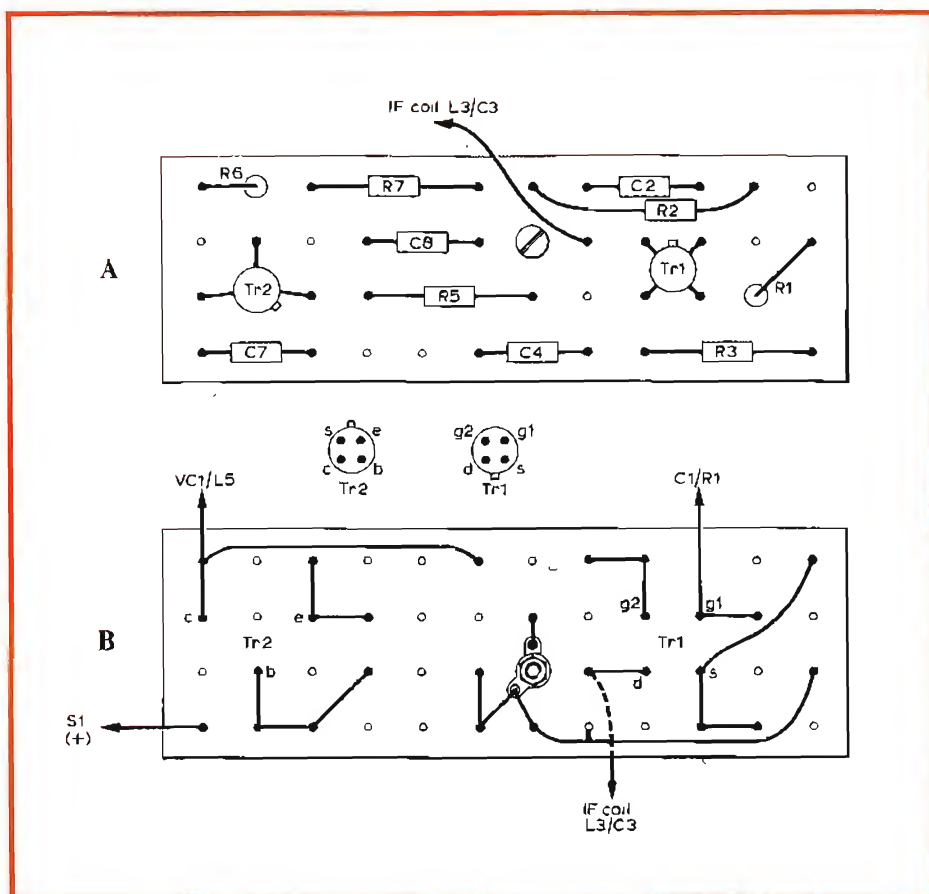 IF coil L3/C3
R6
R7
C2
R2
A
C8
Tr2
Tr1
R5
R1
C7
C4
R3
s e
c b
Tr2
g2 g1
d s
Tr1
VC1/L5
C1/R1
B
c
e
g2
g1
Tr2
Tr1
b
d
s
S1
(+)
IF coil
L3/C3